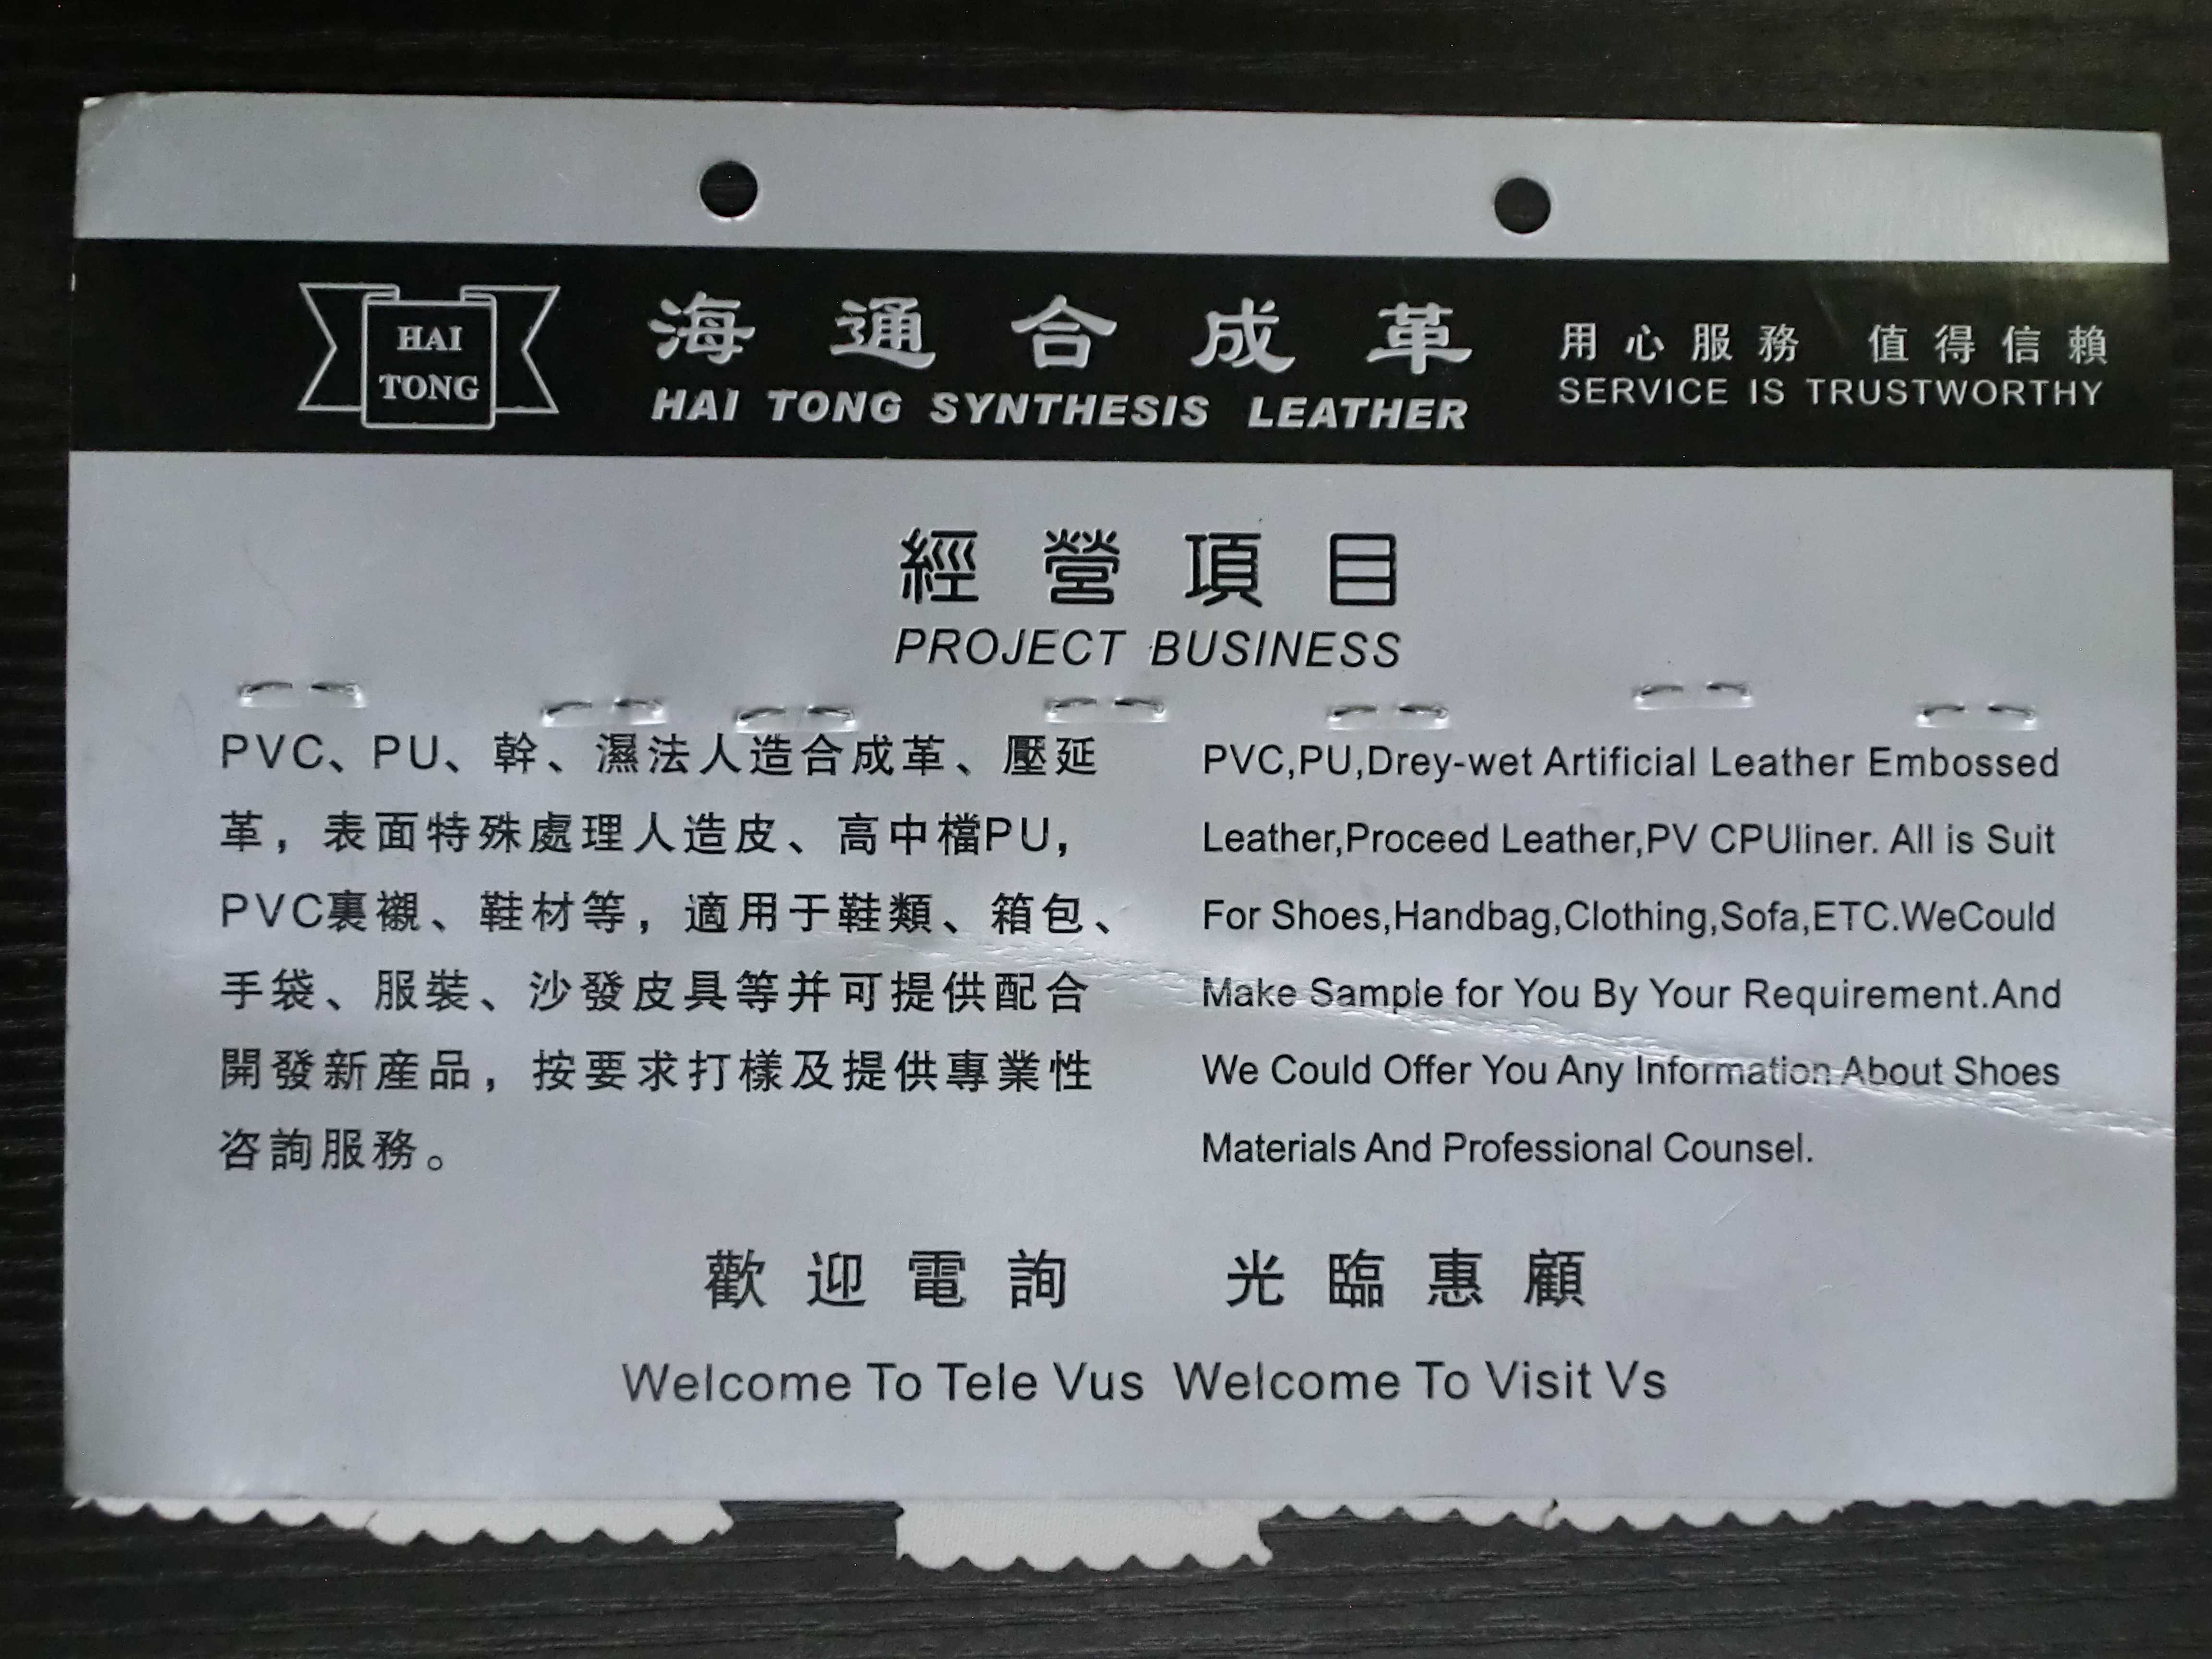 HAI
TONG
海通合成革
HAI TONG SYNTHESIS LEATHER
用心服務 值得信賴
SERVICE IS TRUSTWORTHY
經營項目
PROJECT BUSINESS
PVC、PU、幹、濕法人造合成革、壓延
革，表面特殊處理人造皮、高中檔PU，
PVC裏襯、鞋材等，適用于鞋類、箱包、
手袋、服裝、沙發皮具等并可提供配合
開發新産品，按要求打樣及提供專業性
咨詢服務。
PVC,PU,Drey-wet Artificial Leather Embossed
Leather,Proceed Leather,PV CPUliner. All is Suit
For Shoes,Handbag,Clothing,Sofa,ETC.WeCould
Make Sample for You By Your Requirement.And
We Could Offer You Any Information About Shoes
Materials And Professional Counsel.
歡迎電詢 光臨惠顧
Welcome To Tele Vus Welcome To Visit Vs